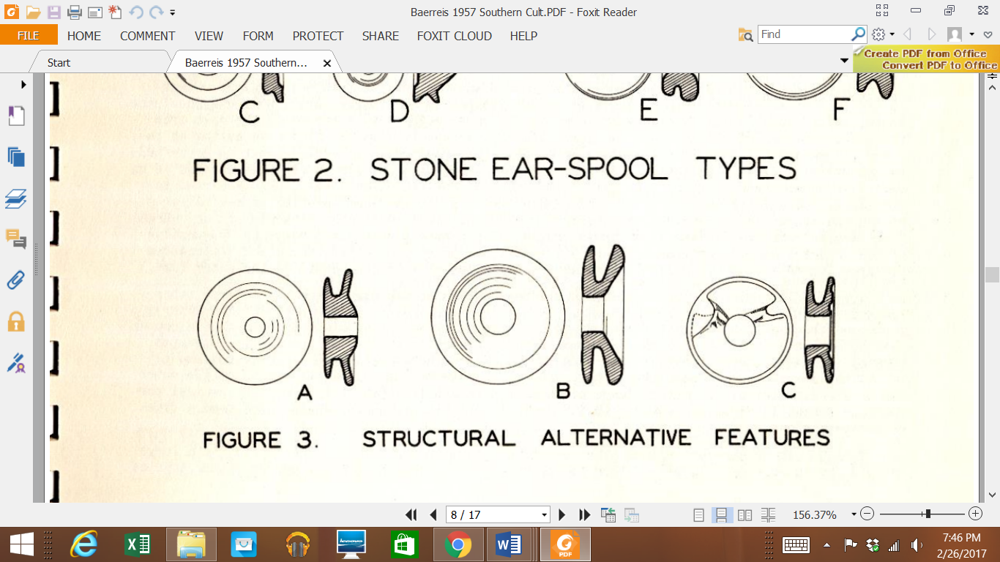 Baerreis 1957 Southern Cult.PDF - Foxit Reader
FILE HOME COMMENT VIEW FORM PROTECT SHARE FOXIT CLOUD HELP
Find
Start
Baerreis 1957 Southern...
Create PDF from Office
Convert PDF to Office
C D E F
FIGURE 2. STONE EAR-SPOOL TYPES
A B C
FIGURE 3. STRUCTURAL ALTERNATIVE FEATURES
8 / 17
156.37%
PDF
7:46 PM
2/26/2017